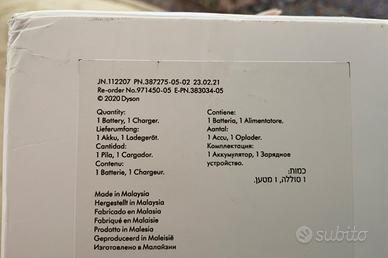 JN.112207 PN.387275-05-02 23.02.21
Re-order No.971450-05 E-PN.383034-05
© 2020 Dyson
Quantity:
1 Battery, 1 Charger.
Lieferumfang:
1 Akku, 1 Ladegerät.
Cantidad:
1 Pila, 1 Cargador.
Contenu:
1 Batterie, 1 Chargeur.
Contiene:
1 Batteria, 1 Alimentatore.
Aantal:
1 Accu, 1 Oplader.
Комплектация:
1 Аккумулятор, 1 Зарядное
устройство.
כמות:
1 סוללה, 1 מטען.
Made in Malaysia
Hergestellt in Malaysia
Fabricado en Malasia
Fabriqué en Malaisie
Prodotto in Malesia
Geproduceerd in Maleisië
Изготовлено в Малайзии
subito